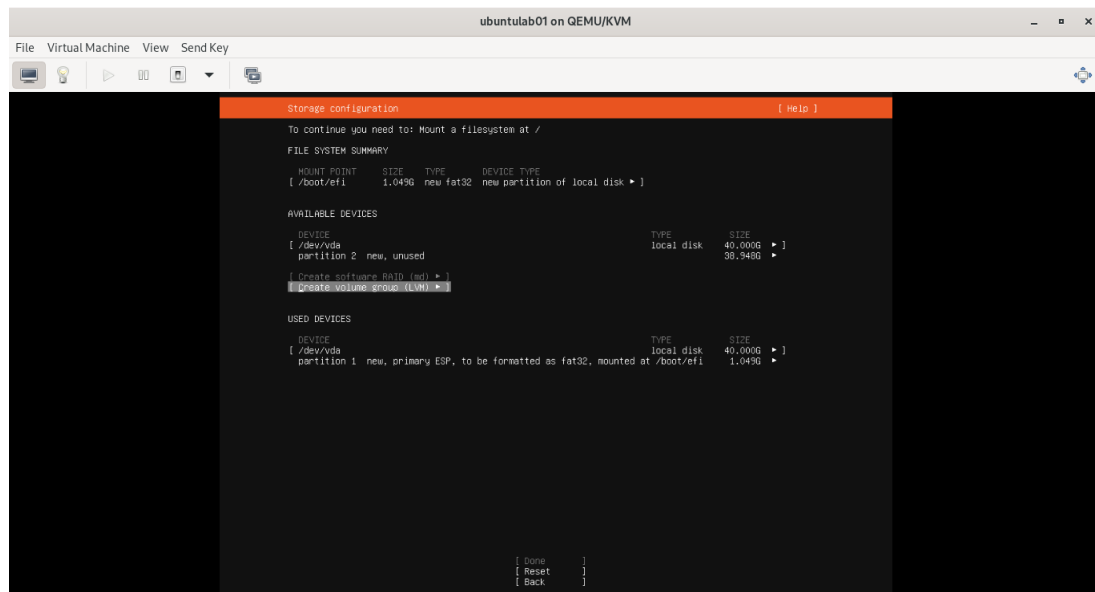 ubuntulab01 on QEMU/KVM
File Virtual Machine View Send Key
Storage configuration [ Help ]
To continue you need to: Mount a filesystem at /
FILE SYSTEM SUMMARY
MOUNT POINT SIZE TYPE DEVICE TYPE
[ /boot/efi 1.049G new fat32 new partition of local disk ▸ ]
AVAILABLE DEVICES
DEVICE TYPE SIZE
[ /dev/vda local disk 40.000G ▸ ]
partition 2 new, unused 38.948G ▸
[ Create software RAID (md) ▸ ]
[ Create volume group (LVM) ▸ ]
USED DEVICES
DEVICE TYPE SIZE
[ /dev/vda local disk 40.000G ▸ ]
partition 1 new, primary ESP, to be formatted as fat32, mounted at /boot/efi 1.049G ▸
[ Done ]
[ Reset ]
[ Back ]